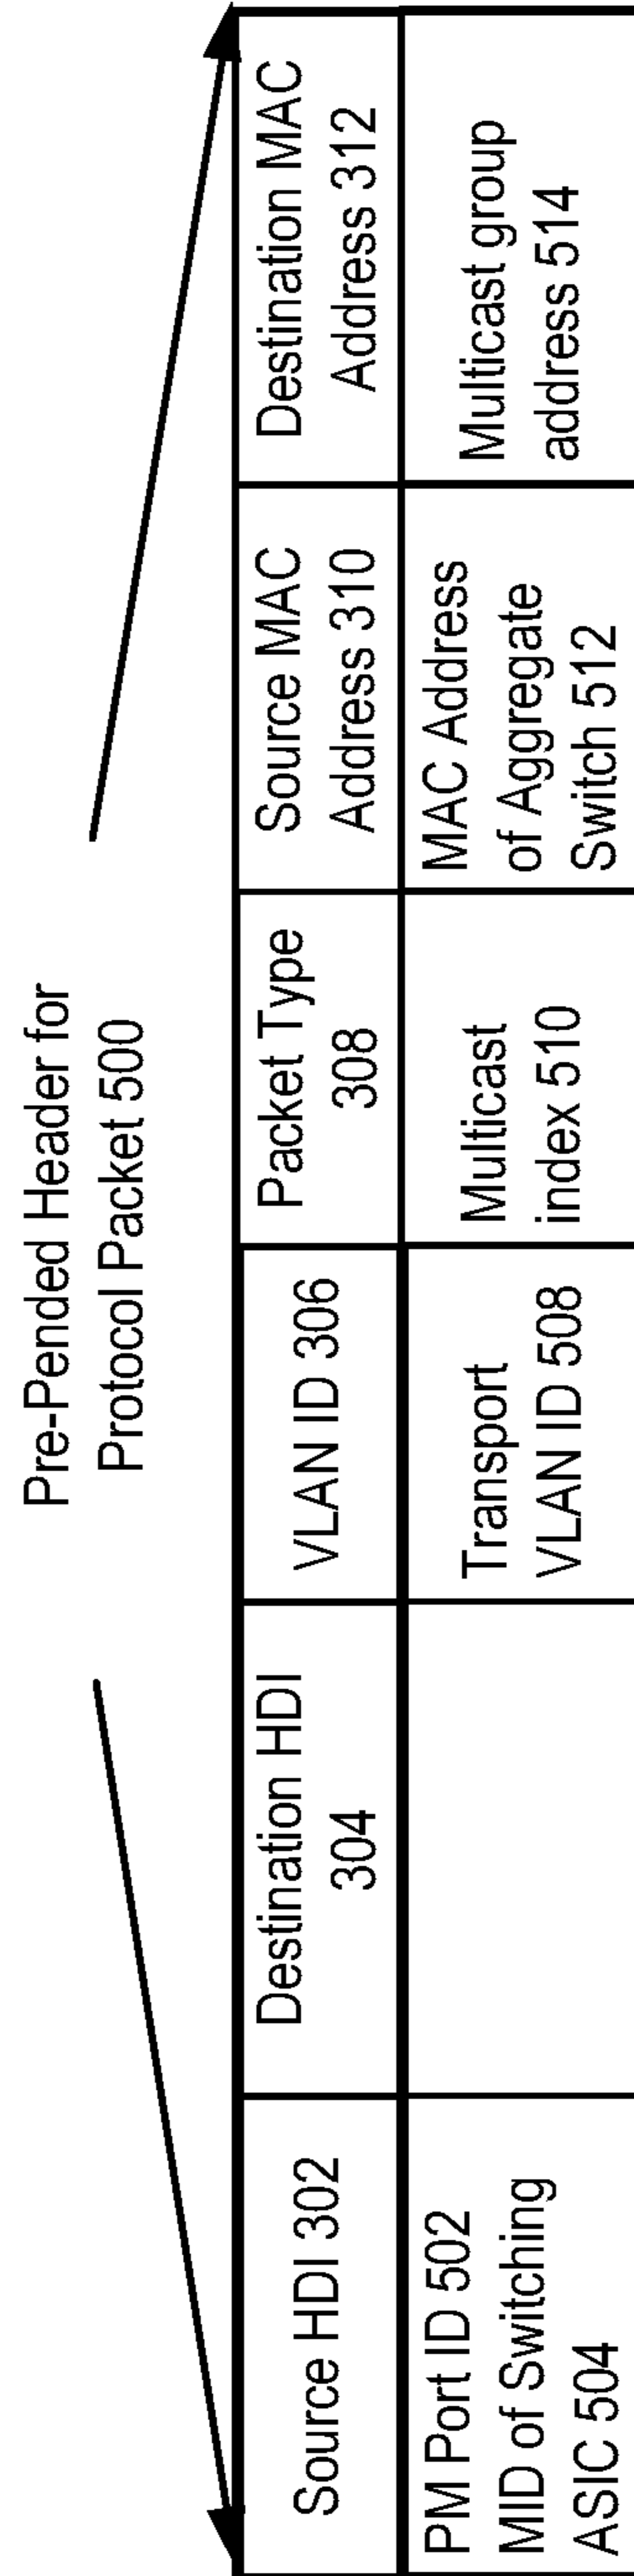 Pre-Pended Header for
Protocol Packet 500
Source HDI 302
Destination HDI
304
VLAN ID 306
Packet Type
308
Source MAC
Address 310
Destination MAC
Address 312
PM Port ID 502
MID of Switching
ASIC 504
Transport
VLAN ID 508
Multicast
index 510
MAC Address
of Aggregate
Switch 512
Multicast group
address 514